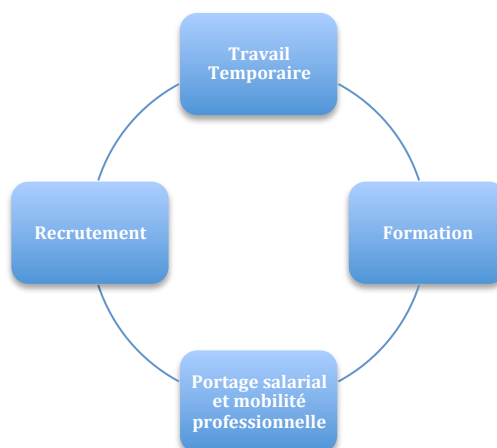 Travail
Temporaire
Recrutement
Formation
Portage salarial
et mobilité
professionnelle